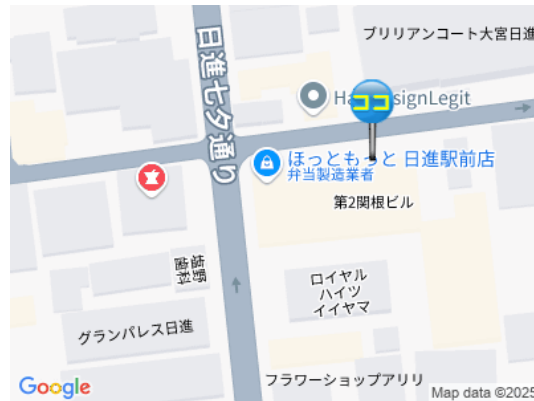 ブリリアンコート大宮日進
ココ
日進七夕通り
ほっともっと 日進駅前店
弁当製造業者
第2関根ビル
蛭野
歯科
ロイヤル
ハイツ
イイヤマ
グランパレス日進
フラワーショップアリリ
Google
Map data ©2025